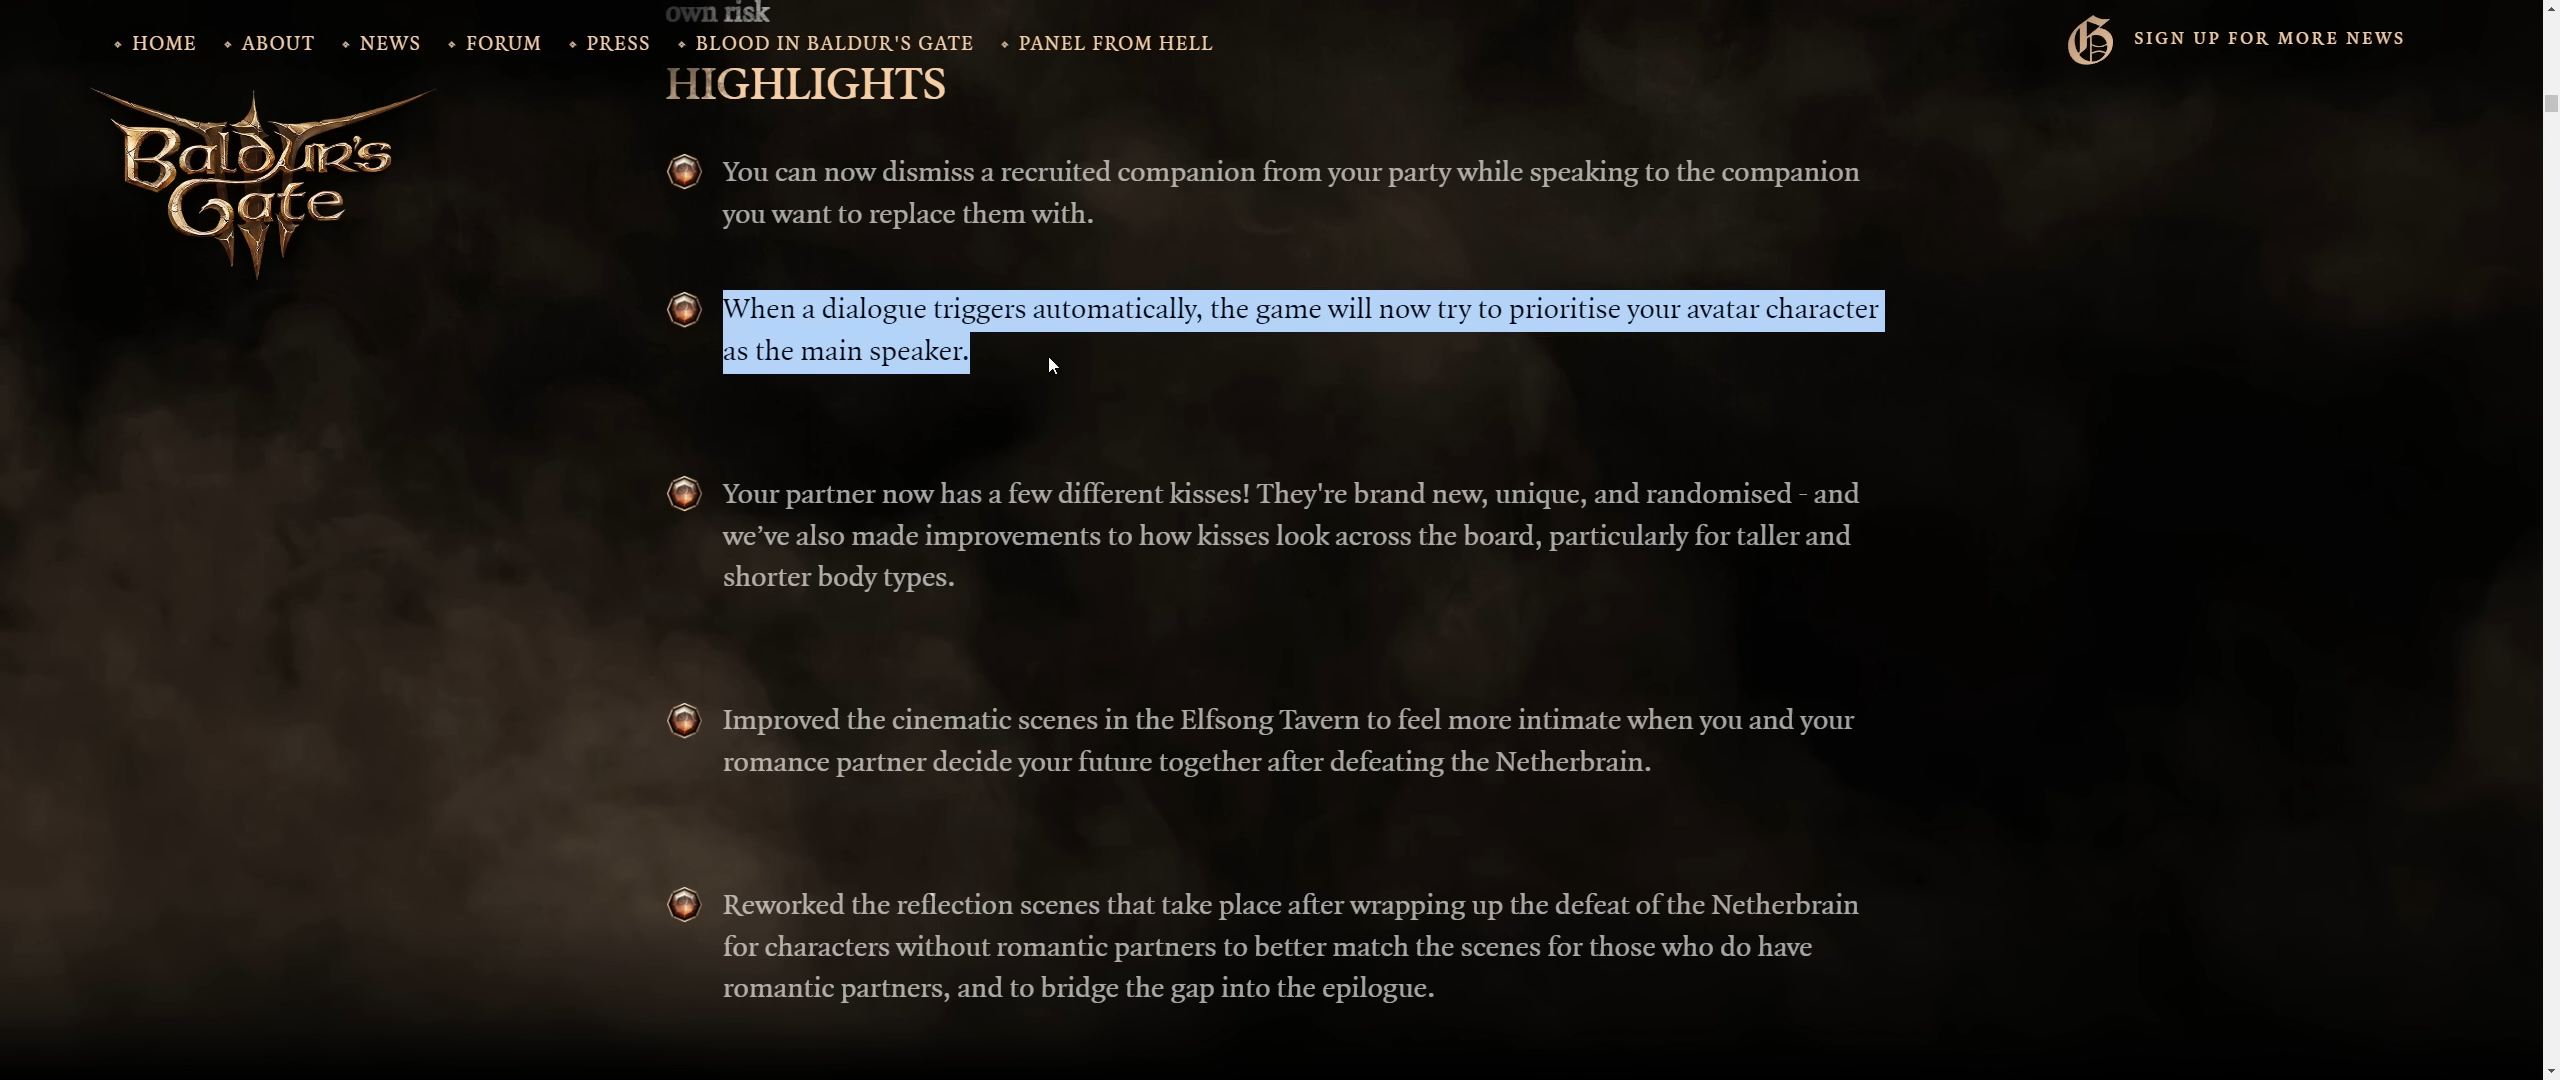 own risk
HOME ABOUT NEWS FORUM PRESS BLOOD IN BALDUR'S GATE PANEL FROM HELL
SIGN UP FOR MORE NEWS
Baldur's
Gate
HIGHLIGHTS
You can now dismiss a recruited companion from your party while speaking to the companion
you want to replace them with.
When a dialogue triggers automatically, the game will now try to prioritise your avatar character
as the main speaker.
Your partner now has a few different kisses! They're brand new, unique, and randomised - and
we’ve also made improvements to how kisses look across the board, particularly for taller and
shorter body types.
Improved the cinematic scenes in the Elfsong Tavern to feel more intimate when you and your
romance partner decide your future together after defeating the Netherbrain.
Reworked the reflection scenes that take place after wrapping up the defeat of the Netherbrain
for characters without romantic partners to better match the scenes for those who do have
romantic partners, and to bridge the gap into the epilogue.